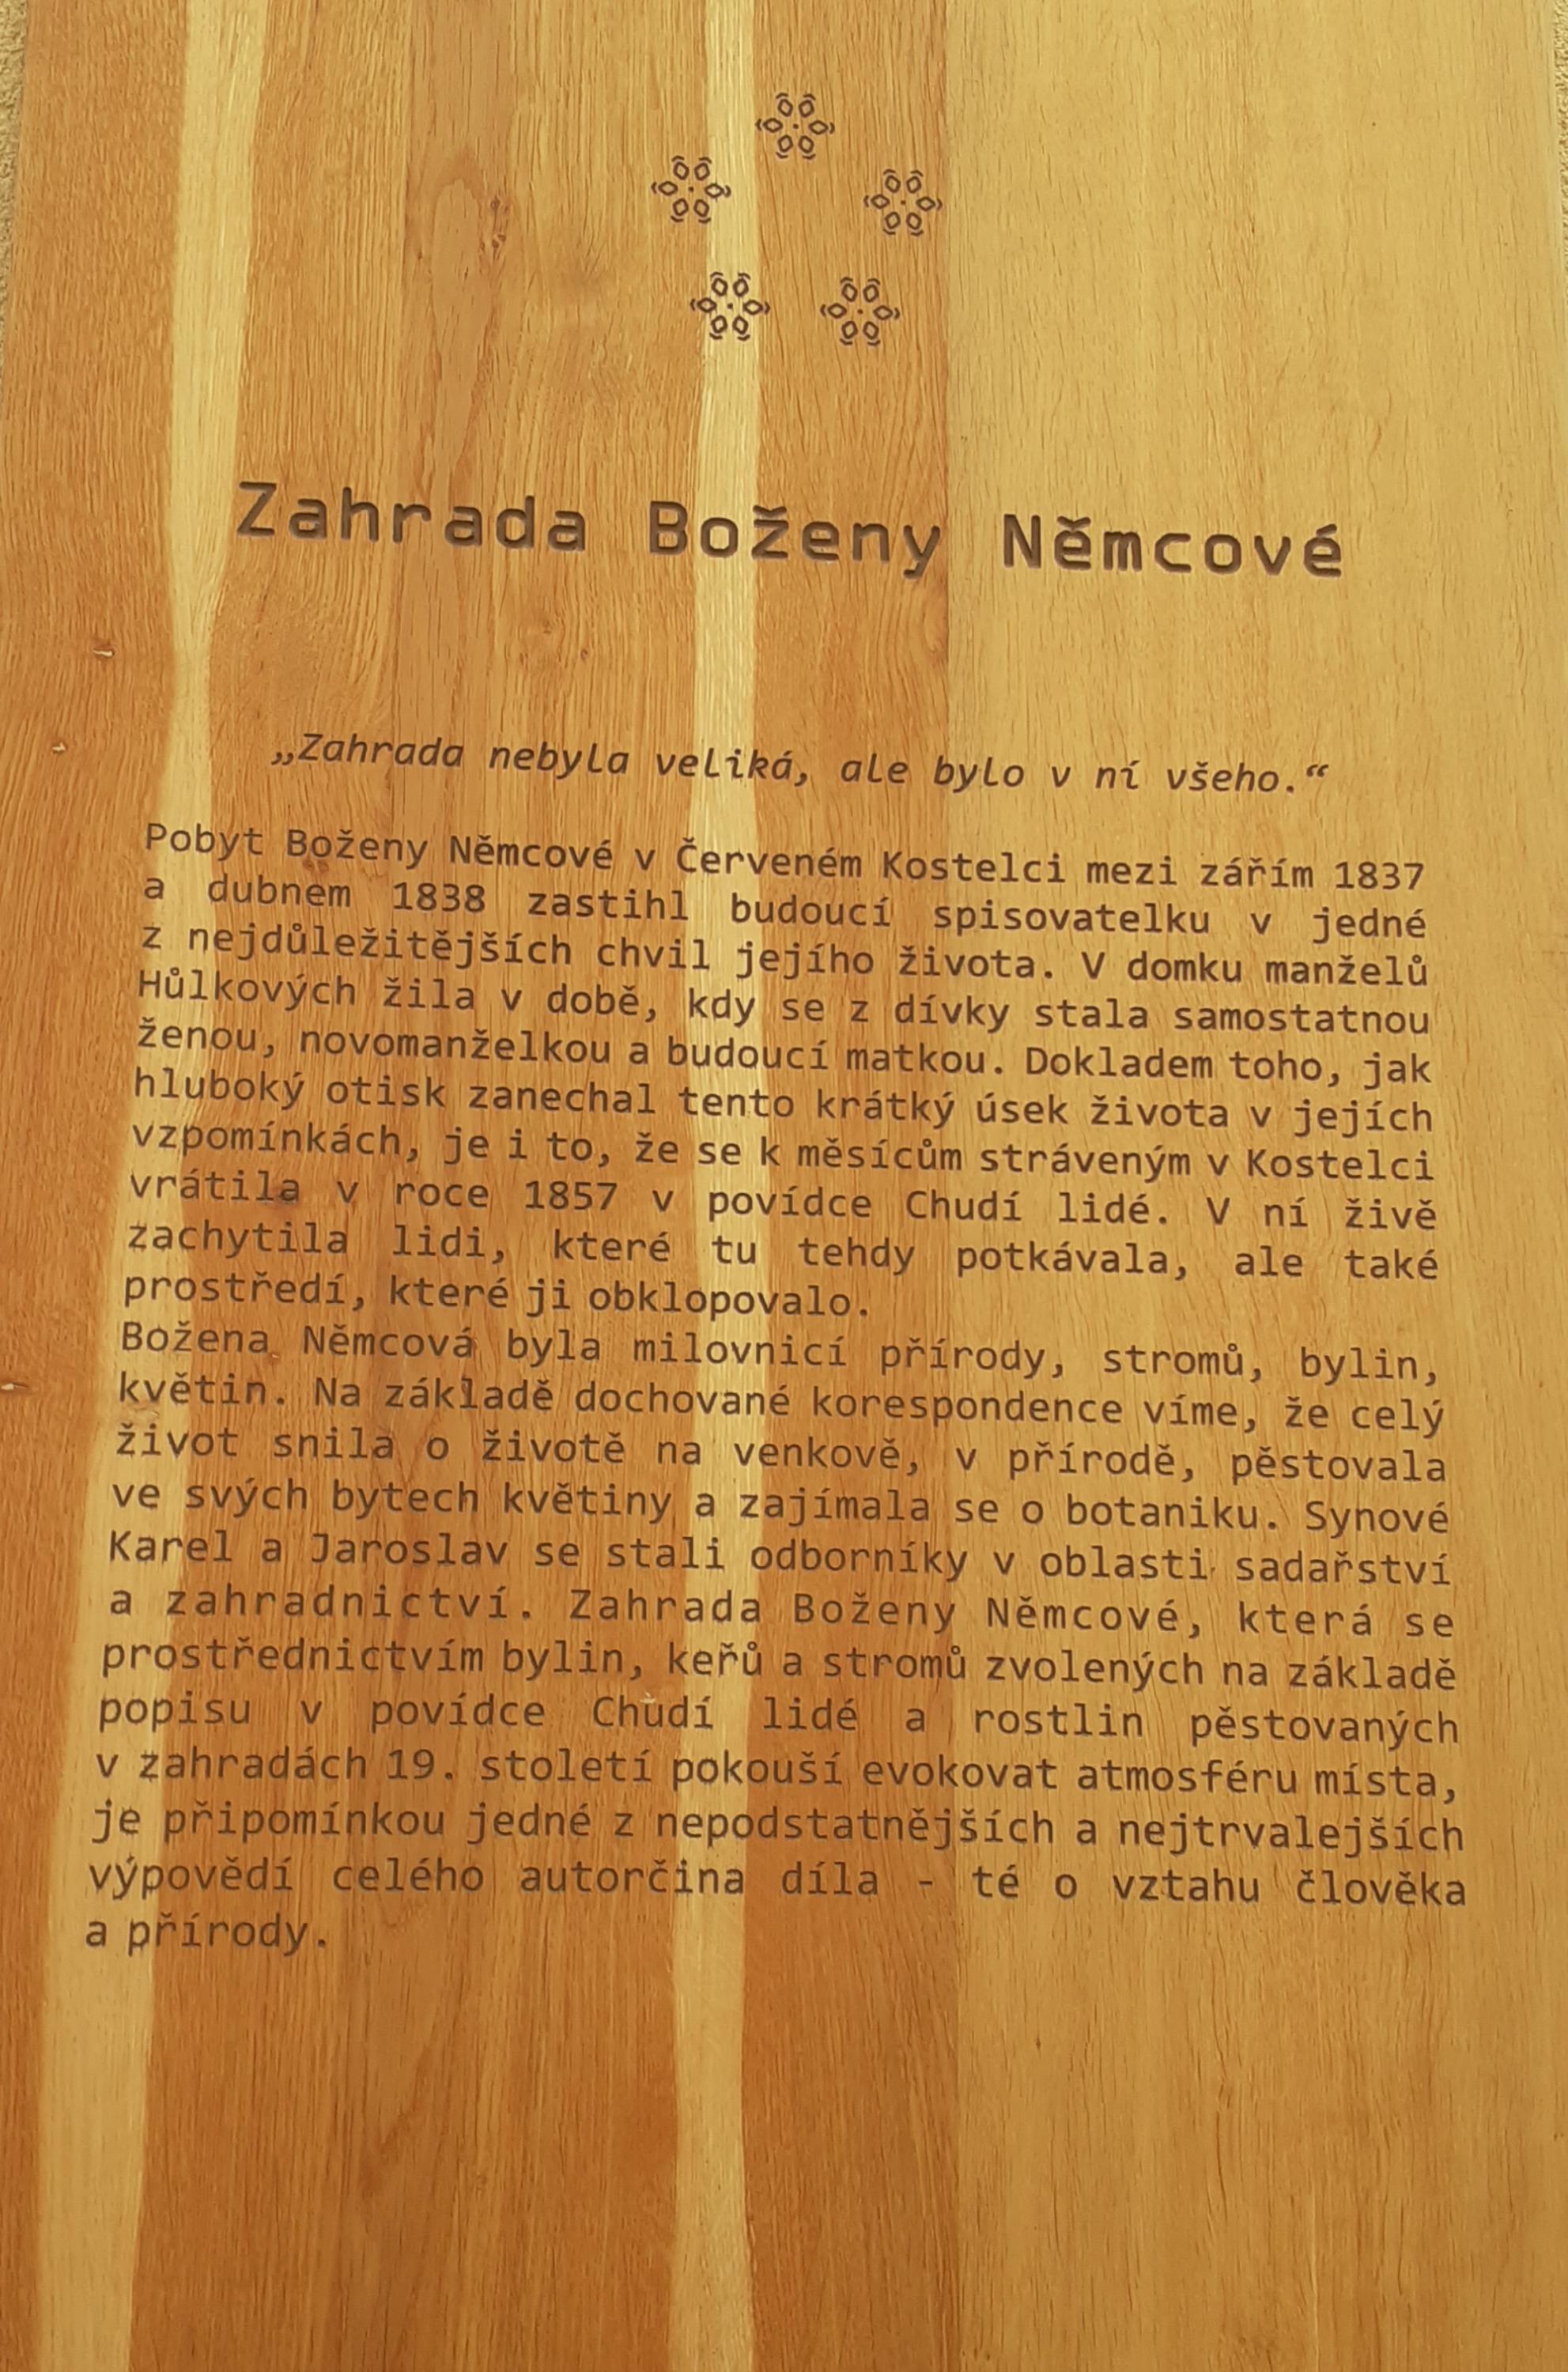 Zahrada Boženy Němcové
„Zahrada nebyla veliká, ale bylo v ní všeho.“
Pobyt Boženy Němcové v Červeném Kostelci mezi zářím 1837
a dubnem 1838 zastihl budoucí spisovatelku v jedné
z nejdůležitějších chvil jejího života. V domku manželů
Hůlkových žila v době, kdy se z dívky stala samostatnou
ženou, novomanželkou a budoucí matkou. Dokladem toho, jak
hluboký otisk zanechal tento krátký úsek života v jejích
vzpomínkách, je i to, že se k měsícům stráveným v Kostelci
vrátila v roce 1857 v povídce Chudí lidé. V ní živě
zachytila lidi, které tu tehdy potkávala, ale také
prostředí, které ji obklopovalo.
Božena Němcová byla milovnicí přírody, stromů, bylin,
květin. Na základě dochované korespondence víme, že celý
život snila o životě na venkově, v přírodě, pěstovala
ve svých bytech květiny a zajímala se o botaniku. Synové
Karel a Jaroslav se stali odborníky v oblasti sadařství
a zahradnictví. Zahrada Boženy Němcové, která se
prostřednictvím bylin, keřů a stromů zvolených na základě
popisu v povídce Chudí lidé a rostlin pěstovaných
v zahradách 19. století pokouší evokovat atmosféru místa,
je připomínkou jedné z nepodstatnějších a nejtrvalejších
výpovědí celého autorčina díla - té o vztahu člověka
a přírody.